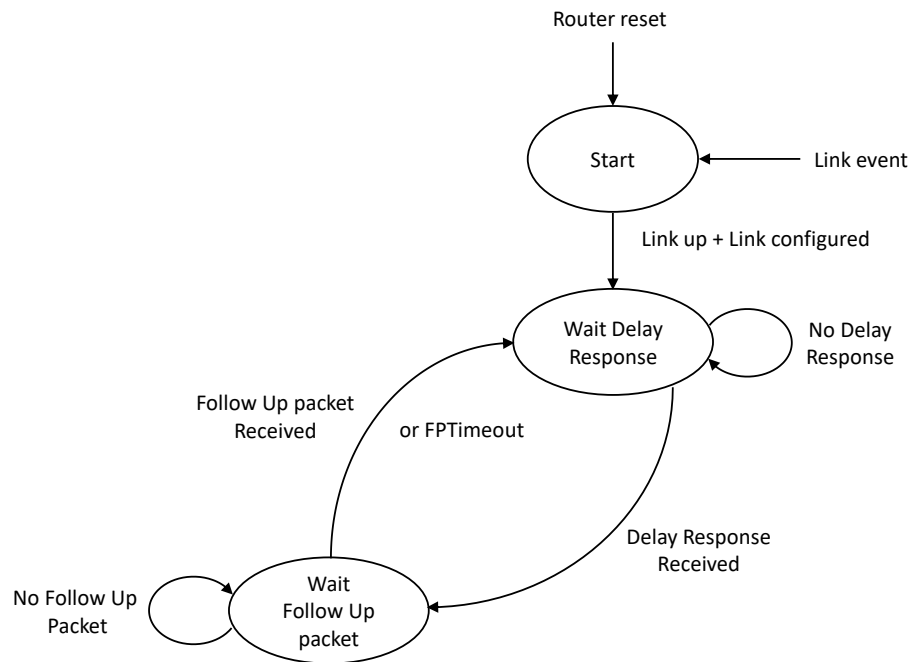 Router reset
Start
Link event
Link up + Link configured
Wait Delay
Response
No Delay
Response
Follow Up packet
Received
or FPTimeout
Delay Response
Received
Wait
Follow Up
packet
No Follow Up
Packet